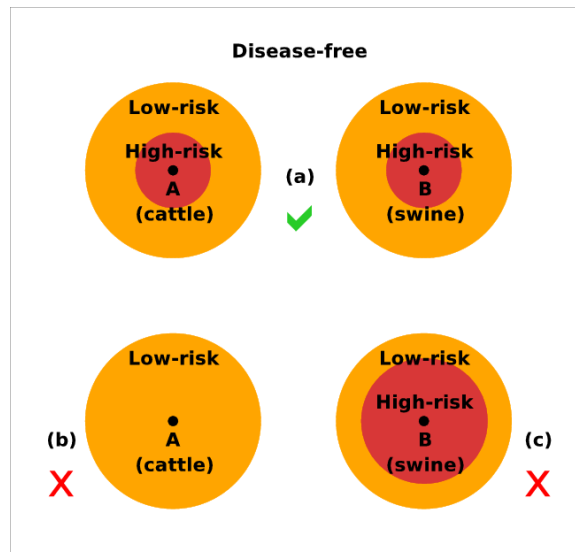 Disease-free
Low-risk
High-risk
A
(cattle)
Low-risk
High-risk
B
(swine)
(a)
Low-risk
A
(cattle)
(b)
X
Low-risk
High-risk
B
(swine)
(c)
X